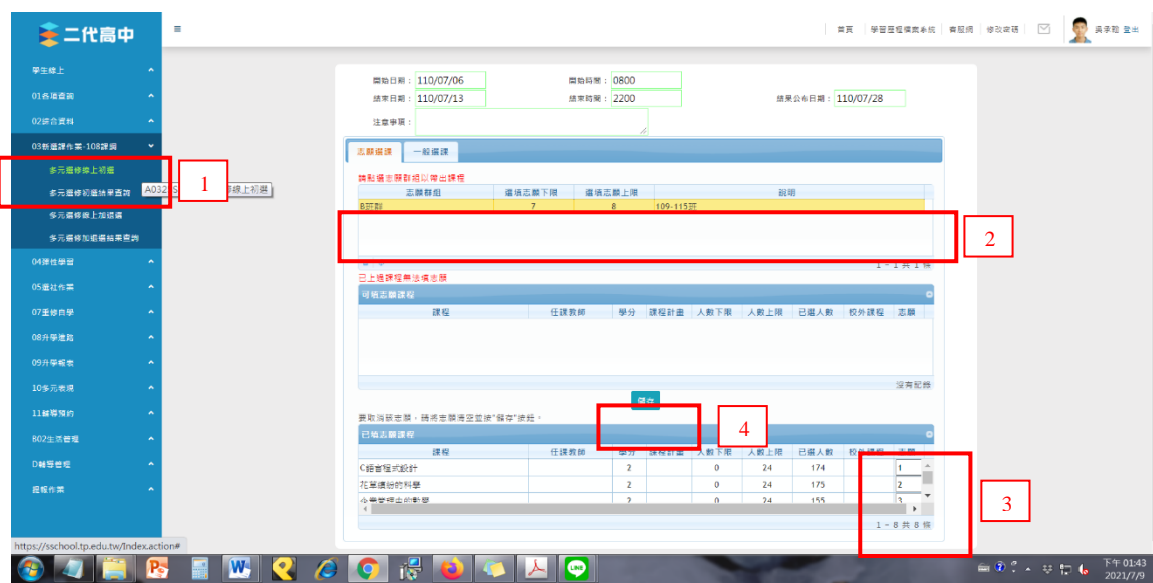 二代高中
≡
首頁 學習歷程檔案系統 客服網 修改密碼 登出
學生線上
01各項查詢
02綜合資料
03新選課作業-108課綱
多元選修線上初選
多元選修初選結果查詢
多元選修線上加退選
多元選修加退選結果查詢
04彈性學習
05選社作業
07重修自學
08升學進路
09升學報表
10多元表現
11輔導預約
B02生活管理
D輔導管理
1
A032
線上初選]
開始日期： 110/07/06 開始時間： 0800
結束日期： 110/07/13 結束時間： 2200 結果公布日期： 110/07/28
注意事項：
志願選課 一般選課
請點選志願群組以帶出課程
志願群組 選填志願下限 選填志願上限 說明
B班群 7 8 109-115班
2
1 - 1 共 1 條
已上過課程無法填志願
可填志願課程
課程 任課教師 學分 課程計畫 人數下限 人數上限 已選人數 校外課程 志願
沒有記錄
儲存
要取消該志願，請將志願清空並按"儲存"按鈕。
4
已填志願課程
課程 任課教師 學分 課程計畫 人數下限 人數上限 已選人數 校外課程 志願
C語言程式設計 2 0 24 174 1
花草繽紛的科學 2 0 24 175 2
企業管理中的數學 2 0 24 155 3
3
1 - 8 共 8 條
https://sschool.tp.edu.tw/Index.action#
LINE
下午 01:43
2021/7/9